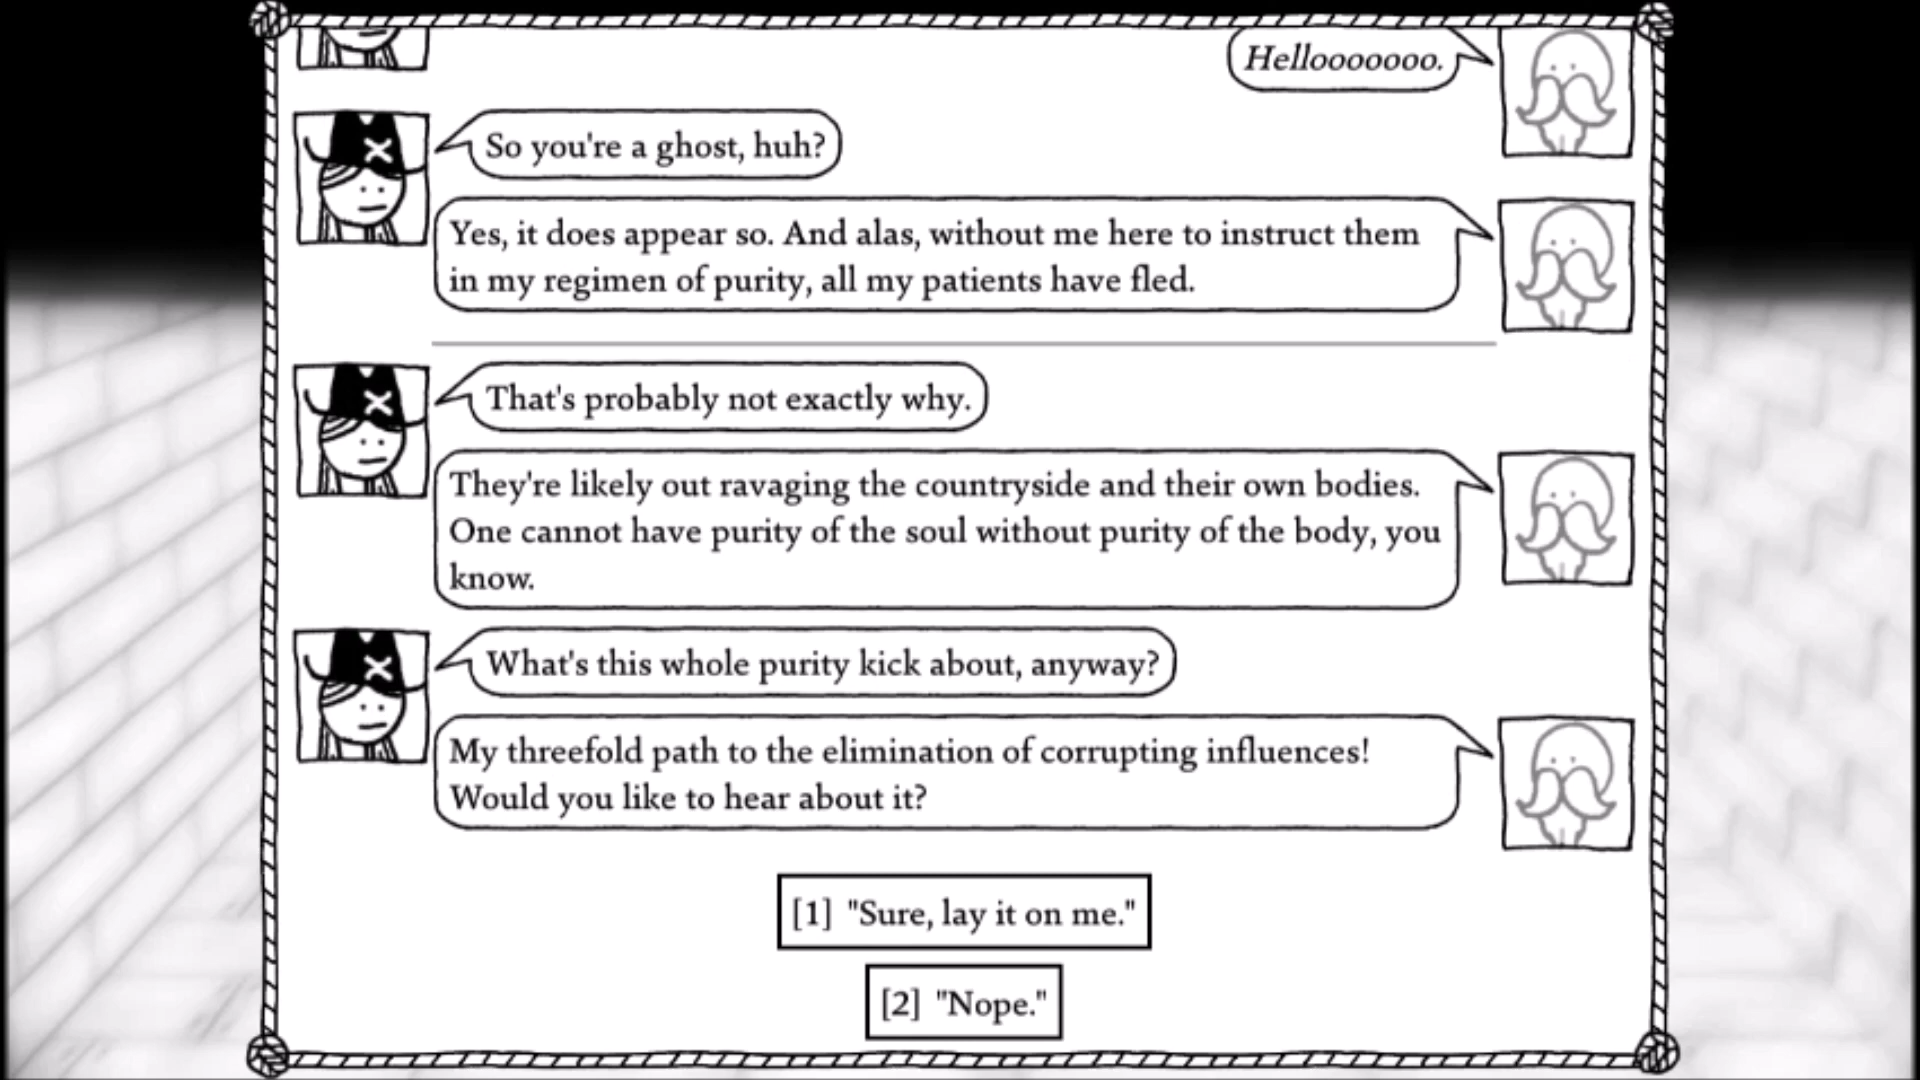 Hellooooooo.
So you're a ghost, huh?
Yes, it does appear so. And alas, without me here to instruct them
in my regimen of purity, all my patients have fled.
That's probably not exactly why.
They're likely out ravaging the countryside and their own bodies.
One cannot have purity of the soul without purity of the body, you
know.
What's this whole purity kick about, anyway?
My threefold path to the elimination of corrupting influences!
Would you like to hear about it?
[1] "Sure, lay it on me."
[2] "Nope."